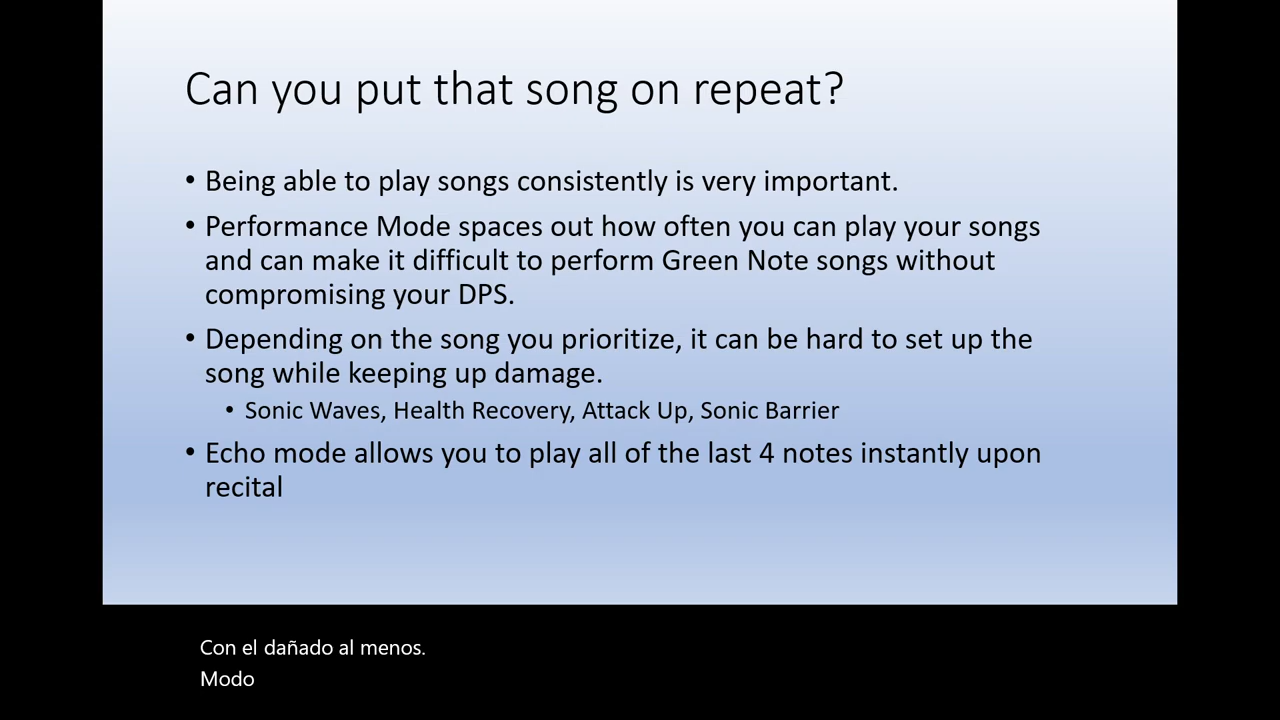 Can you put that song on repeat?
• Being able to play songs consistently is very important.
• Performance Mode spaces out how often you can play your songs
and can make it difficult to perform Green Note songs without
compromising your DPS.
• Depending on the song you prioritize, it can be hard to set up the
song while keeping up damage.
• Sonic Waves, Health Recovery, Attack Up, Sonic Barrier
• Echo mode allows you to play all of the last 4 notes instantly upon
recital
Con el dañado al menos.
Modo